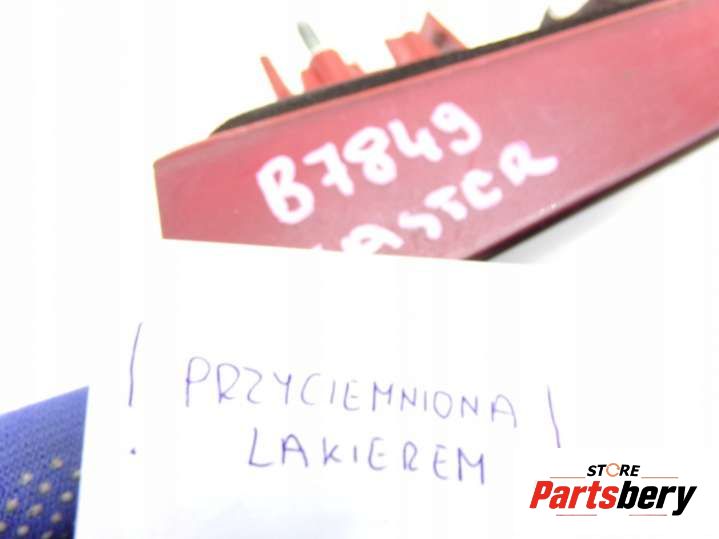 B7849
! PRZYCIEMNIONA !
LAKIEREM
STORE
Partsbery